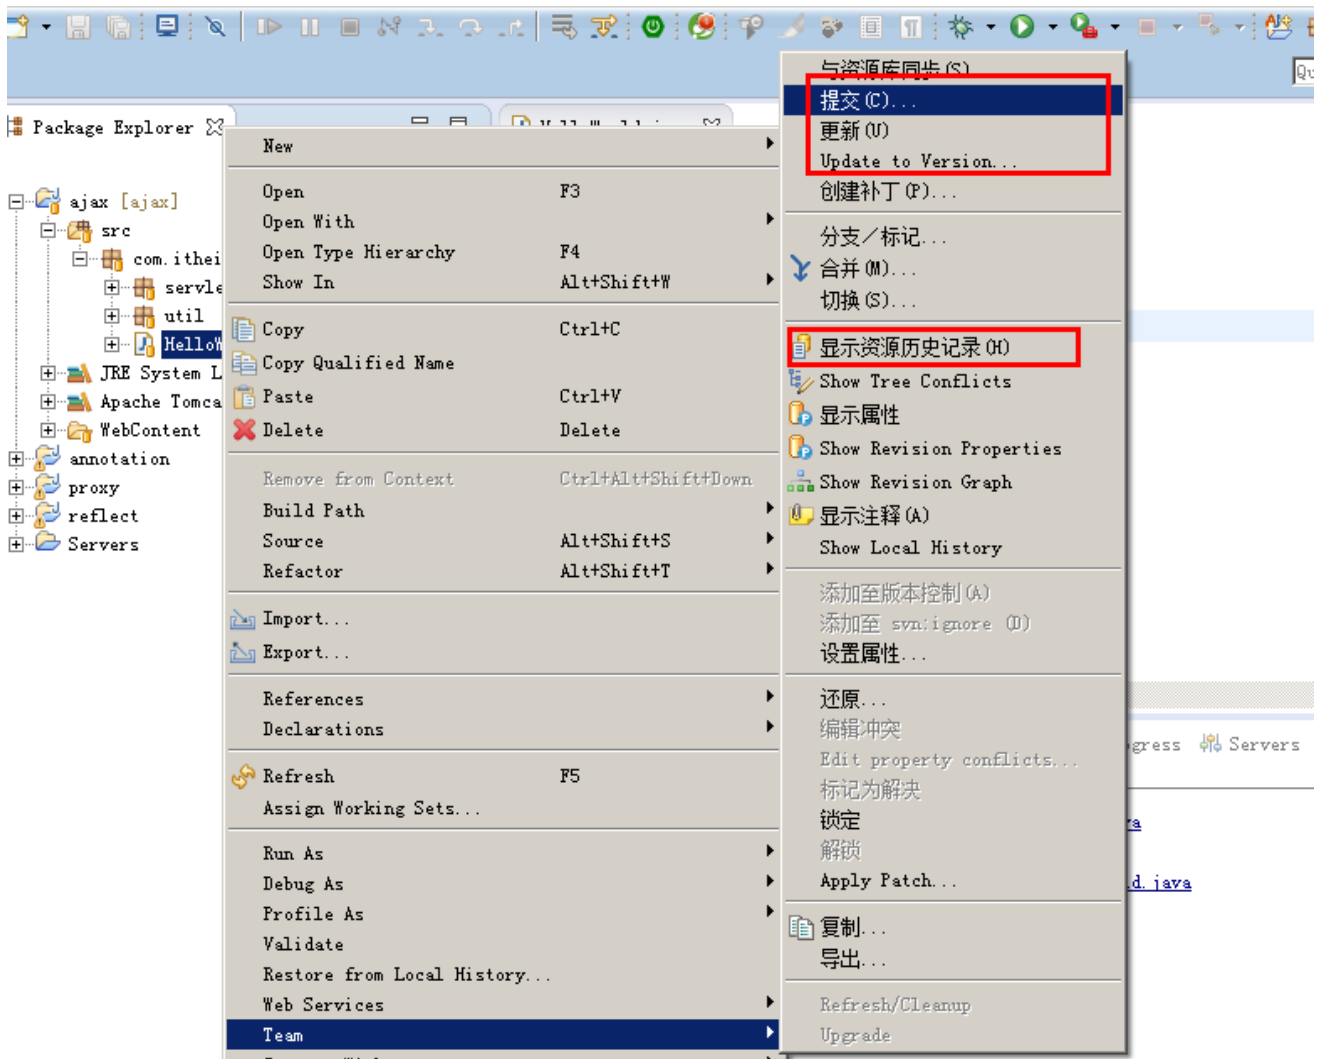 Package Explorer
ajax [ajax]
src
com.ithei
servle
util
HelloW
JRE System L
Apache Tomca
WebContent
annotation
proxy
reflect
Servers
New
Open F3
Open With
Open Type Hierarchy F4
Show In Alt+Shift+W
Copy Ctrl+C
Copy Qualified Name
Paste Ctrl+V
Delete Delete
Remove from Context Ctrl+Alt+Shift+Down
Build Path
Source Alt+Shift+S
Refactor Alt+Shift+T
Import...
Export...
References
Declarations
Refresh F5
Assign Working Sets...
Run As
Debug As
Profile As
Validate
Restore from Local History...
Web Services
Team
与资源库同步(S)
提交(C)...
更新(U)
Update to Version...
创建补丁(P)...
分支/标记...
合并(M)...
切换(S)...
显示资源历史记录(H)
Show Tree Conflicts
显示属性
Show Revision Properties
Show Revision Graph
显示注释(A)
Show Local History
添加至版本控制(A)
添加至 svn:ignore (D)
设置属性...
还原...
编辑冲突
Edit property conflicts...
标记为解决
锁定
解锁
Apply Patch...
复制...
导出...
Refresh/Cleanup
Upgrade
Qu
gress Servers
va
d.java